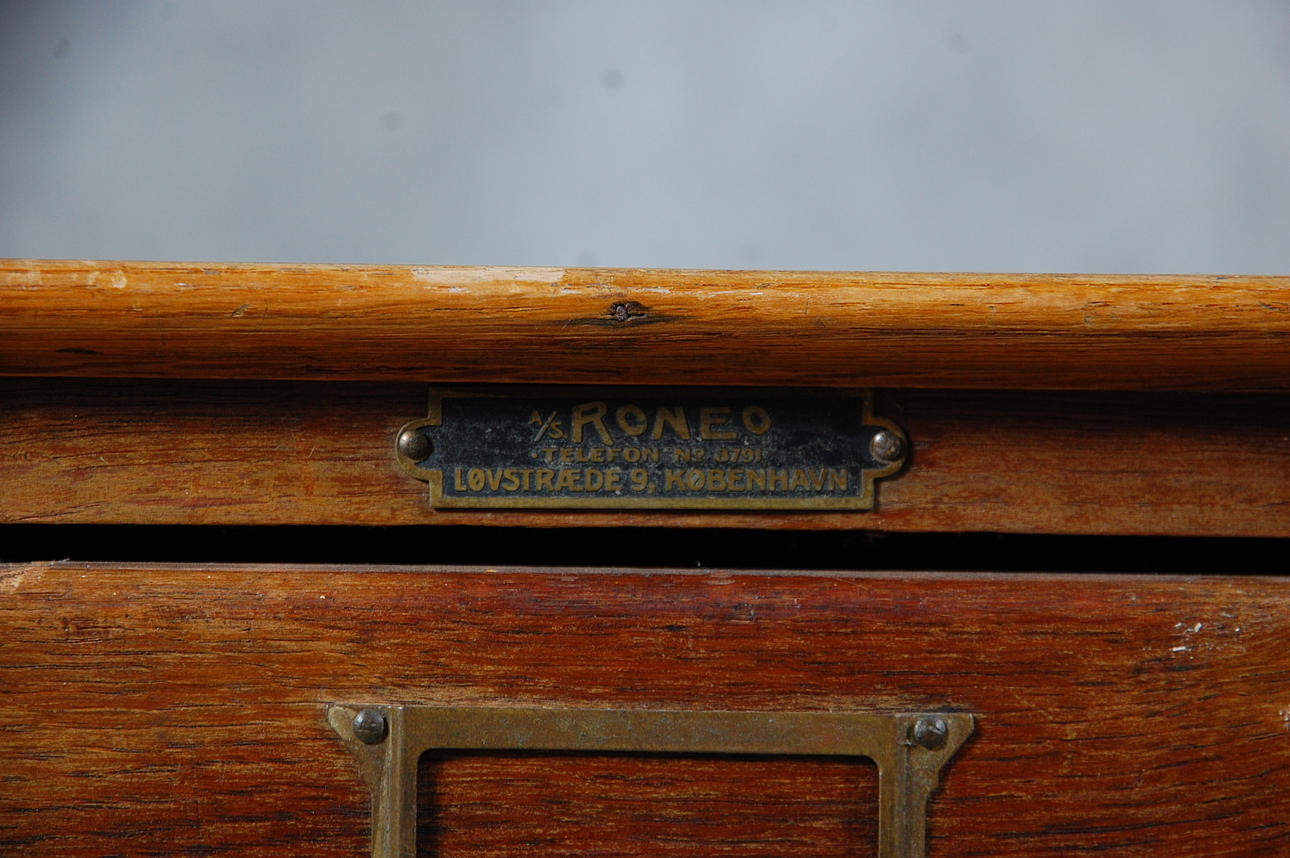 A/S RONEO
·TELEFON Nº 8791
LØVSTRÆDE 9, KØBENHAVN